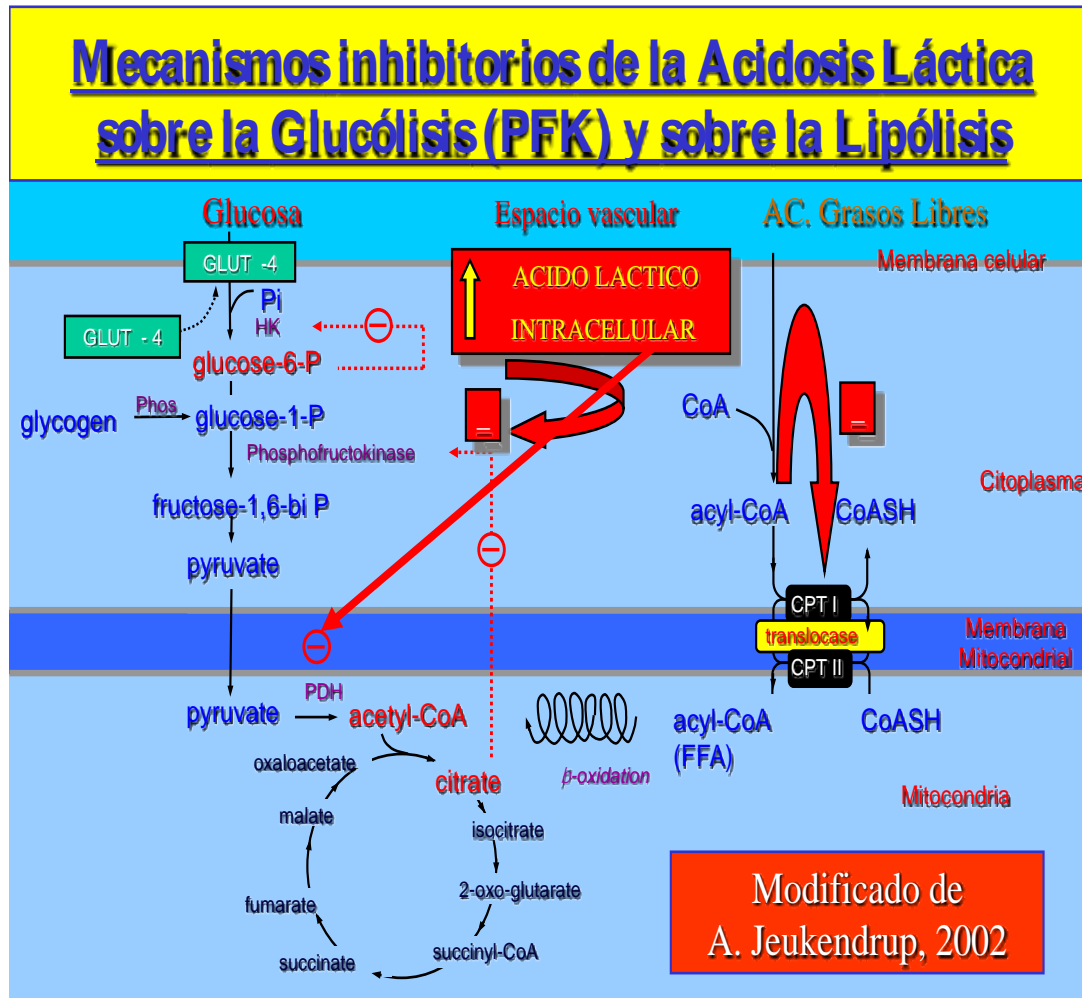 Mecanismos inhibitorios de la Acidosis Láctica
sobre la Glucólisis (PFK) y sobre la Lipólisis
Glucosa
Espacio vascular
AC. Grasos Libres
Membrana celular
GLUT -4
ACIDO LACTICO
INTRACELULAR
Pi
HK
GLUT - 4
glucose-6-P
glycogen
Phos
glucose-1-P
CoA
Phosphofructokinase
Citoplasma
fructose-1,6-bi P
acyl-CoA
CoASH
pyruvate
CPT I
translocase
CPT II
Membrana
Mitocondrial
PDH
pyruvate
acetyl-CoA
acyl-CoA
(FFA)
CoASH
oxaloacetate
citrate
β-oxidation
Mitocondria
malate
isocitrate
2-oxo-glutarate
fumarate
succinyl-CoA
succinate
Modificado de
A. Jeukendrup, 2002